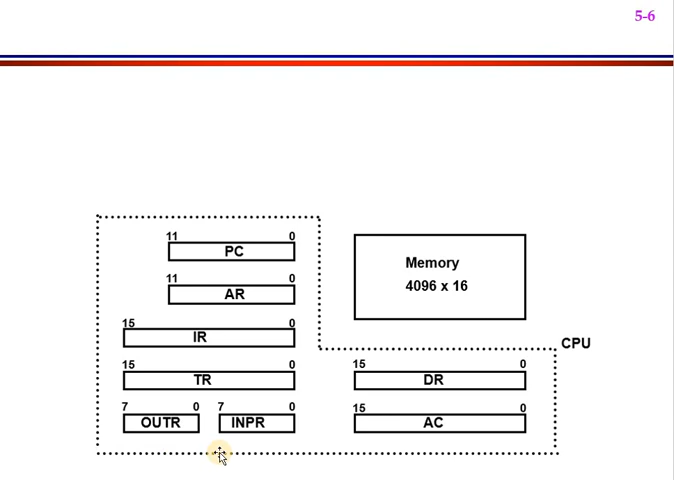 5-6
11 0
PC
11 0
AR
15 0
IR
15 0
TR
7 0 7 0
OUTR INPR
Memory
4096 x 16
CPU
15 0
DR
15 0
AC